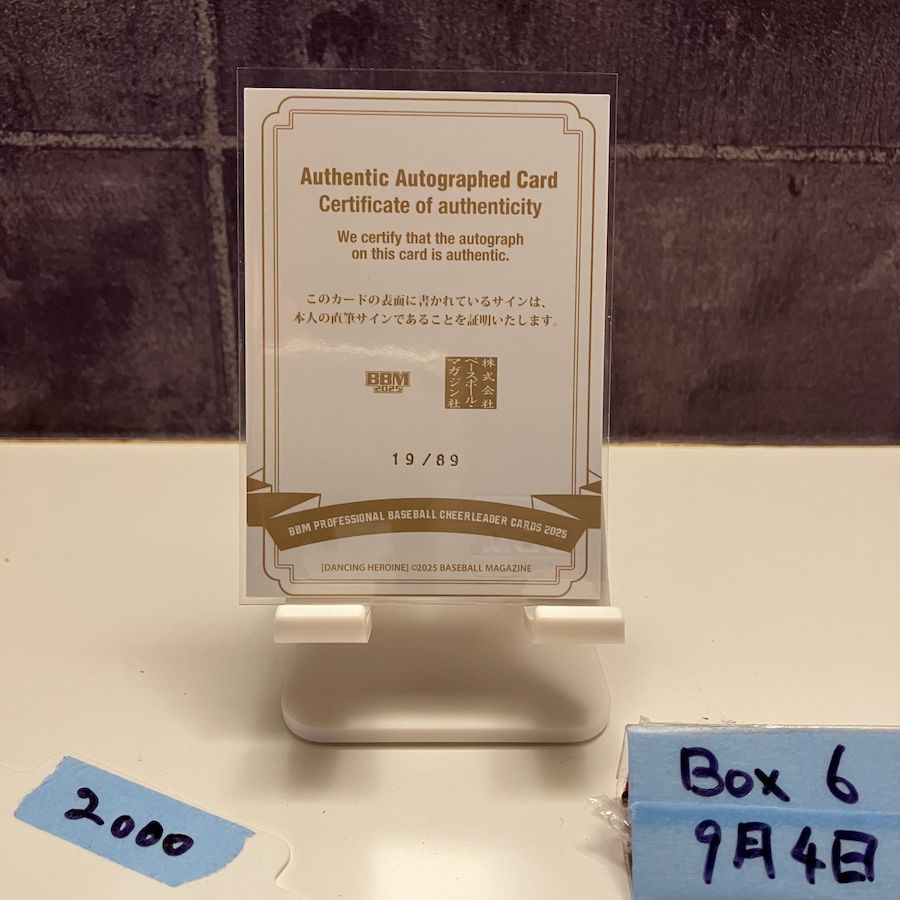 Authentic Autographed Card
Certificate of authenticity
We certify that the autograph
on this card is authentic.
このカードの表面に書かれているサインは、
本人の直筆サインであることを証明いたします。
BBM
2025
株式会社
ベースボール・
マガジン社
19/89
BBM PROFESSIONAL BASEBALL CHEERLEADER CARDS 2025
[DANCING HEROINE] ©2025 BASEBALL MAGAZINE
2000
Box 6
9月4日